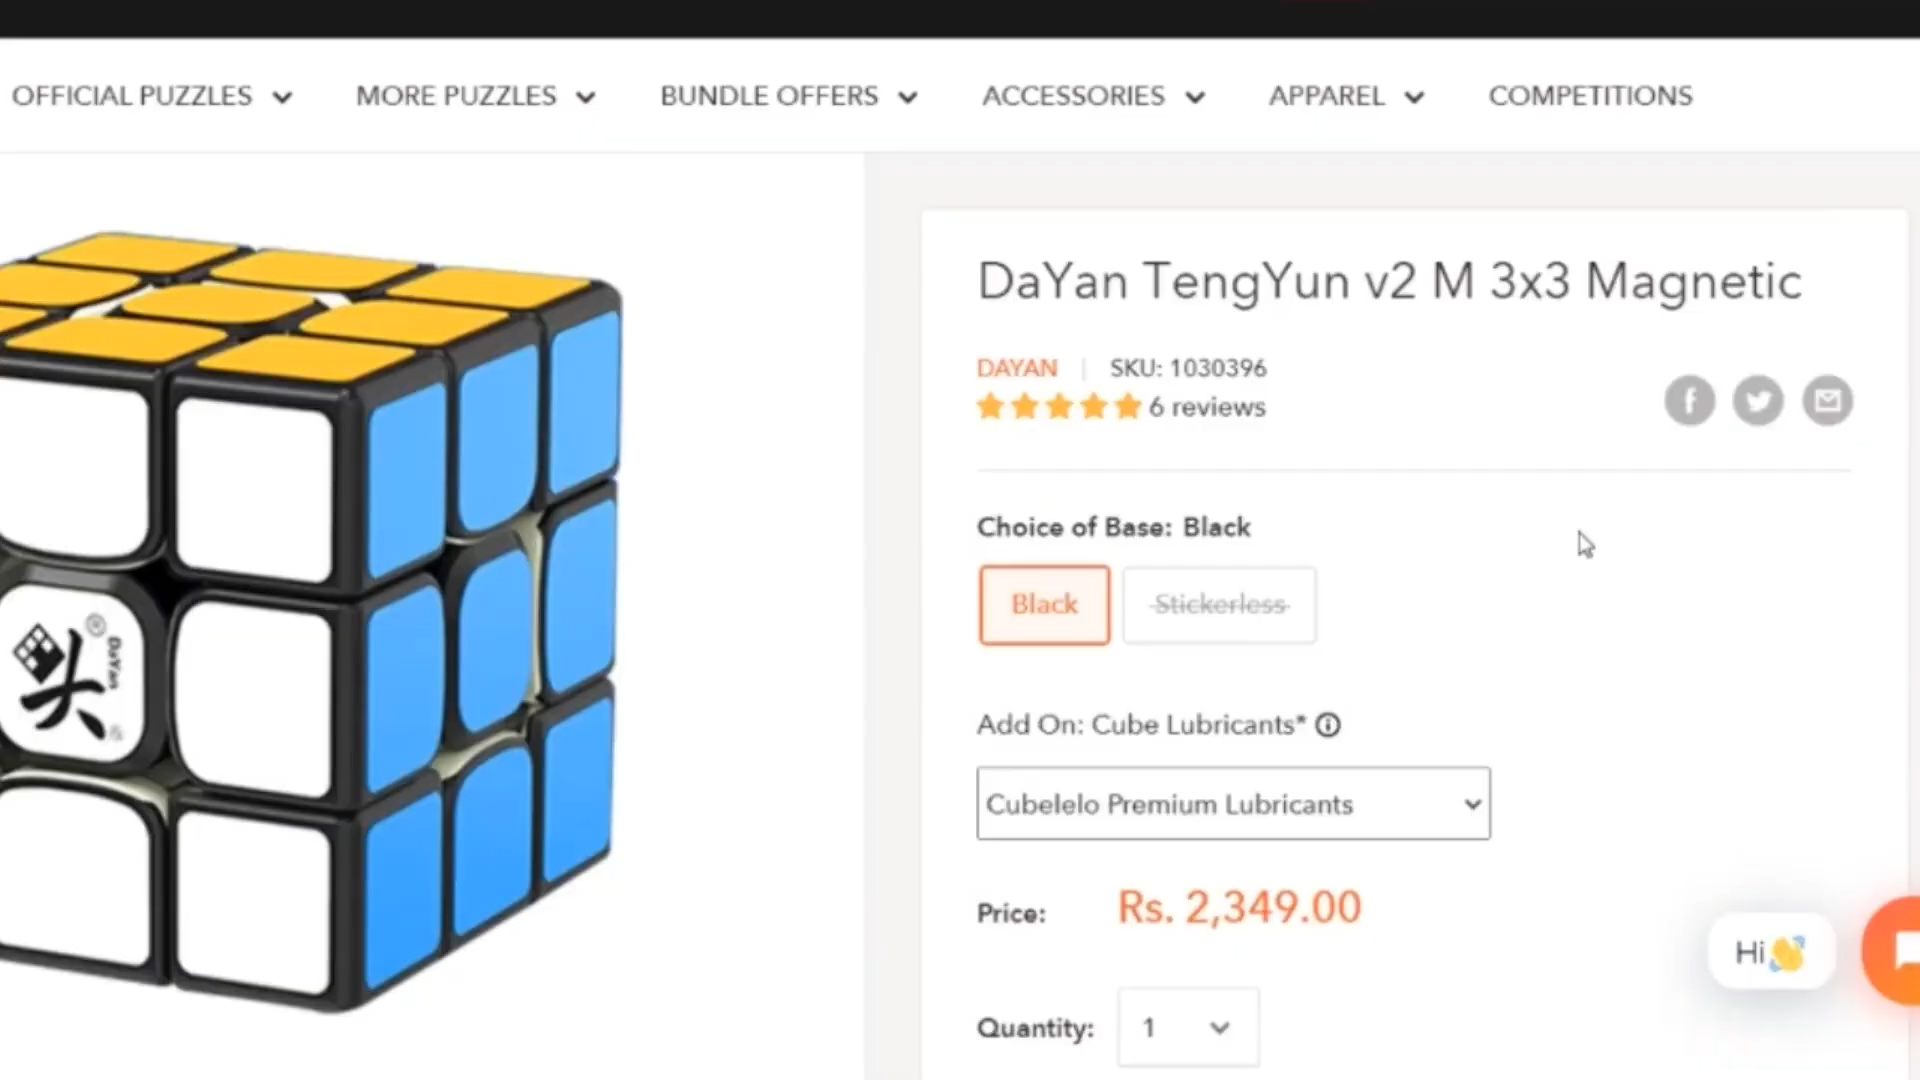 OFFICIAL PUZZLES
MORE PUZZLES
BUNDLE OFFERS
ACCESSORIES
APPAREL
COMPETITIONS
DaYan TengYun v2 M 3x3 Magnetic
DAYAN | SKU: 1030396
6 reviews
Choice of Base: Black
Black
Stickerless
Add On: Cube Lubricants*
Cubelelo Premium Lubricants
Price: Rs. 2,349.00
Hi👋
Quantity: 1
DaYan